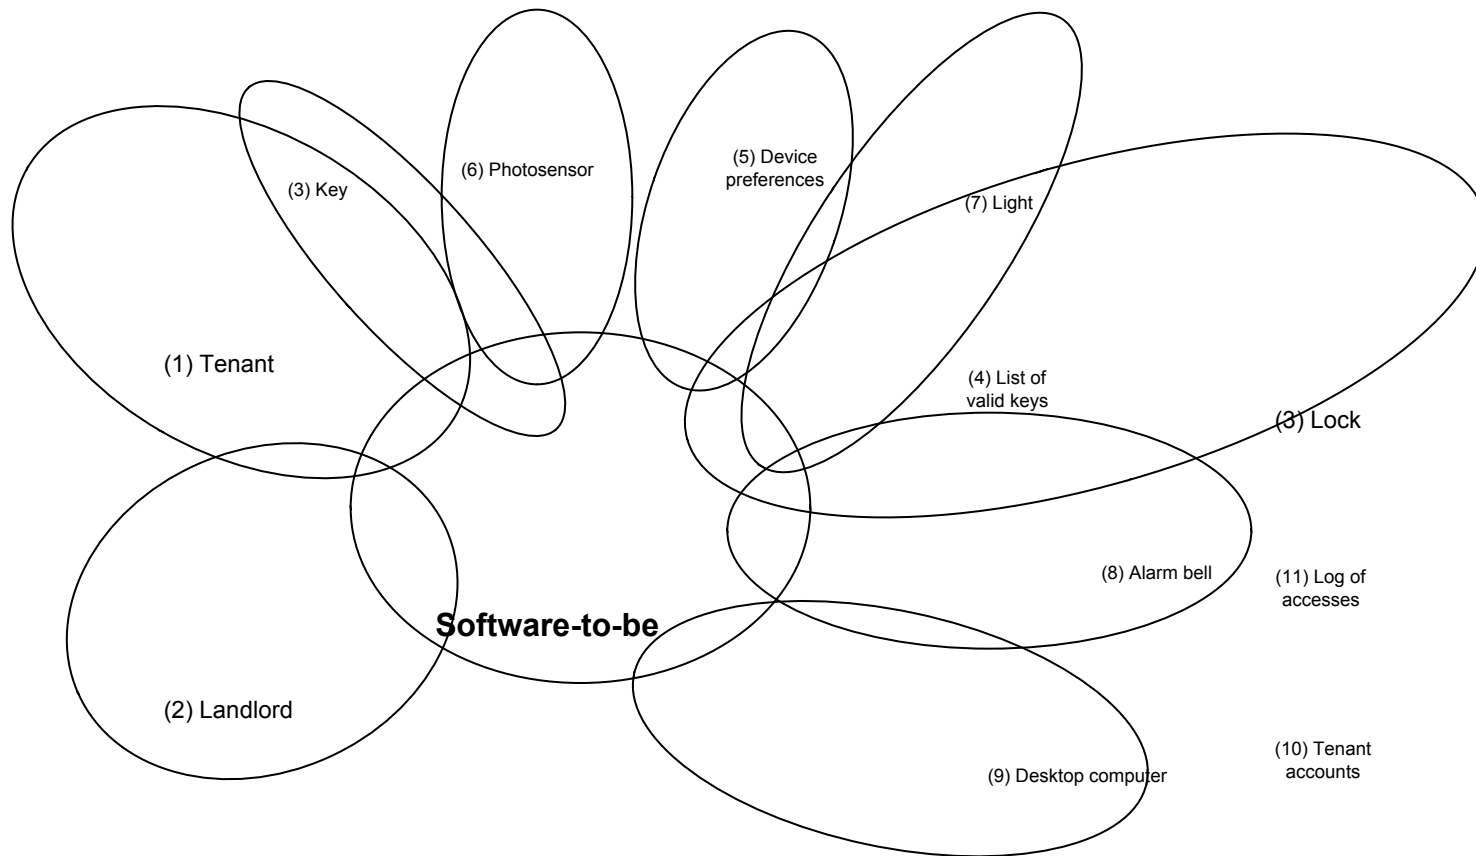 (6) Photosensor
(5) Device
preferences
(3) Key
(7) Light
(1) Tenant
(4) List of
valid keys
(3) Lock
(8) Alarm bell
(11) Log of
accesses
Software-to-be
(2) Landlord
(9) Desktop computer
(10) Tenant
accounts